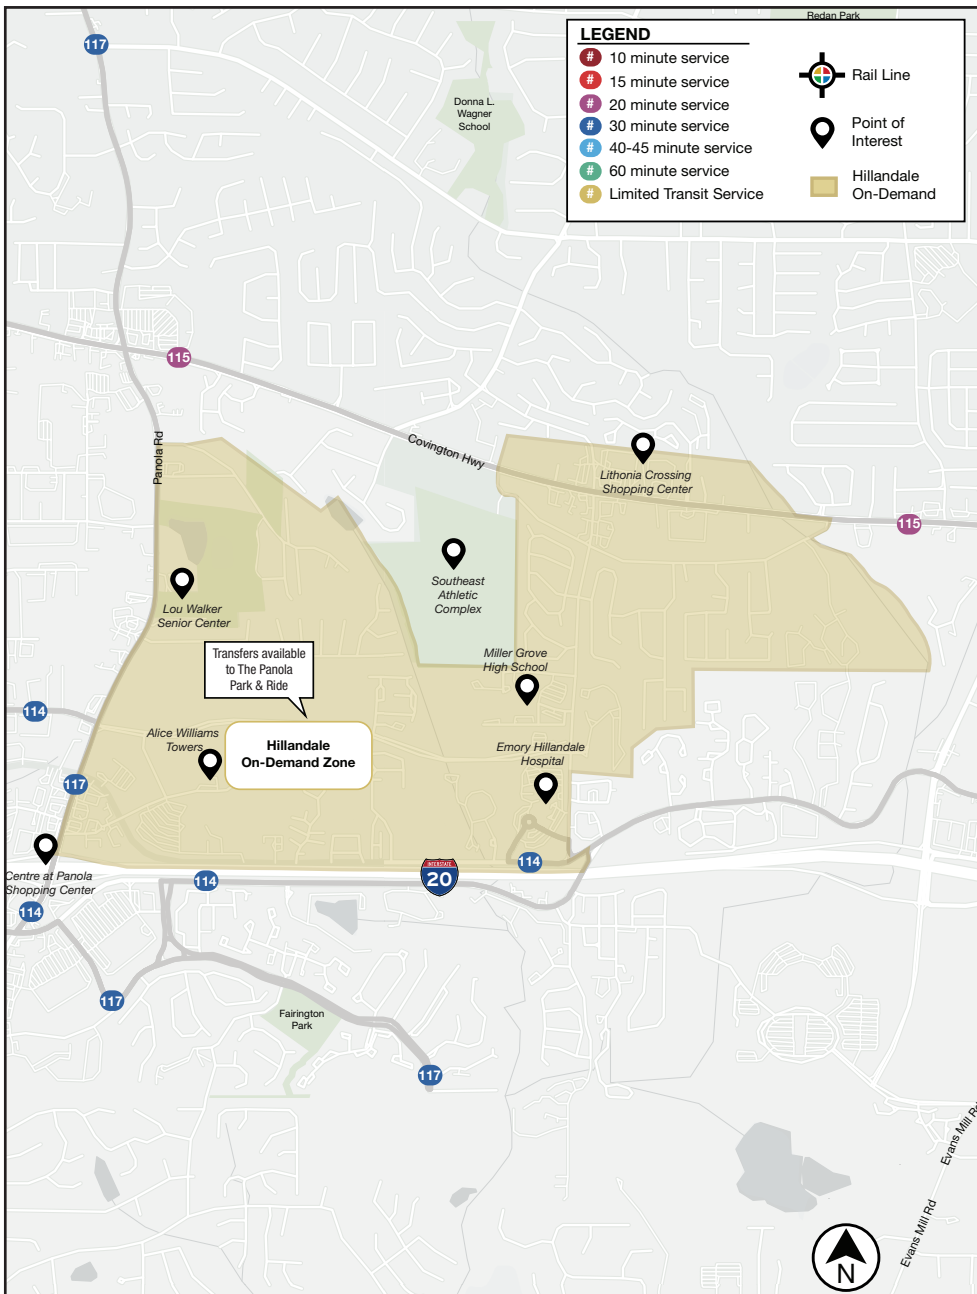 Redan Park
117
LEGEND
# 10 minute service
# 15 minute service
# 20 minute service
# 30 minute service
# 40-45 minute service
# 60 minute service
# Limited Transit Service
Rail Line
Point of
Interest
Hillandale
On-Demand
Donna L.
Wagner
School
115
Panola Rd
Covington Hwy
Lithonia Crossing
Shopping Center
115
Southeast
Athletic
Complex
Lou Walker
Senior Center
Transfers available
to The Panola
Park & Ride
Miller Grove
High School
114
Alice Williams
Towers
Hillandale
On-Demand Zone
Emory Hillandale
Hospital
117
Centre at Panola
Shopping Center
114
INTERSTATE
20
114
114
117
Fairington
Park
117
Evans Mill Rd
Evans Mill Rd
N